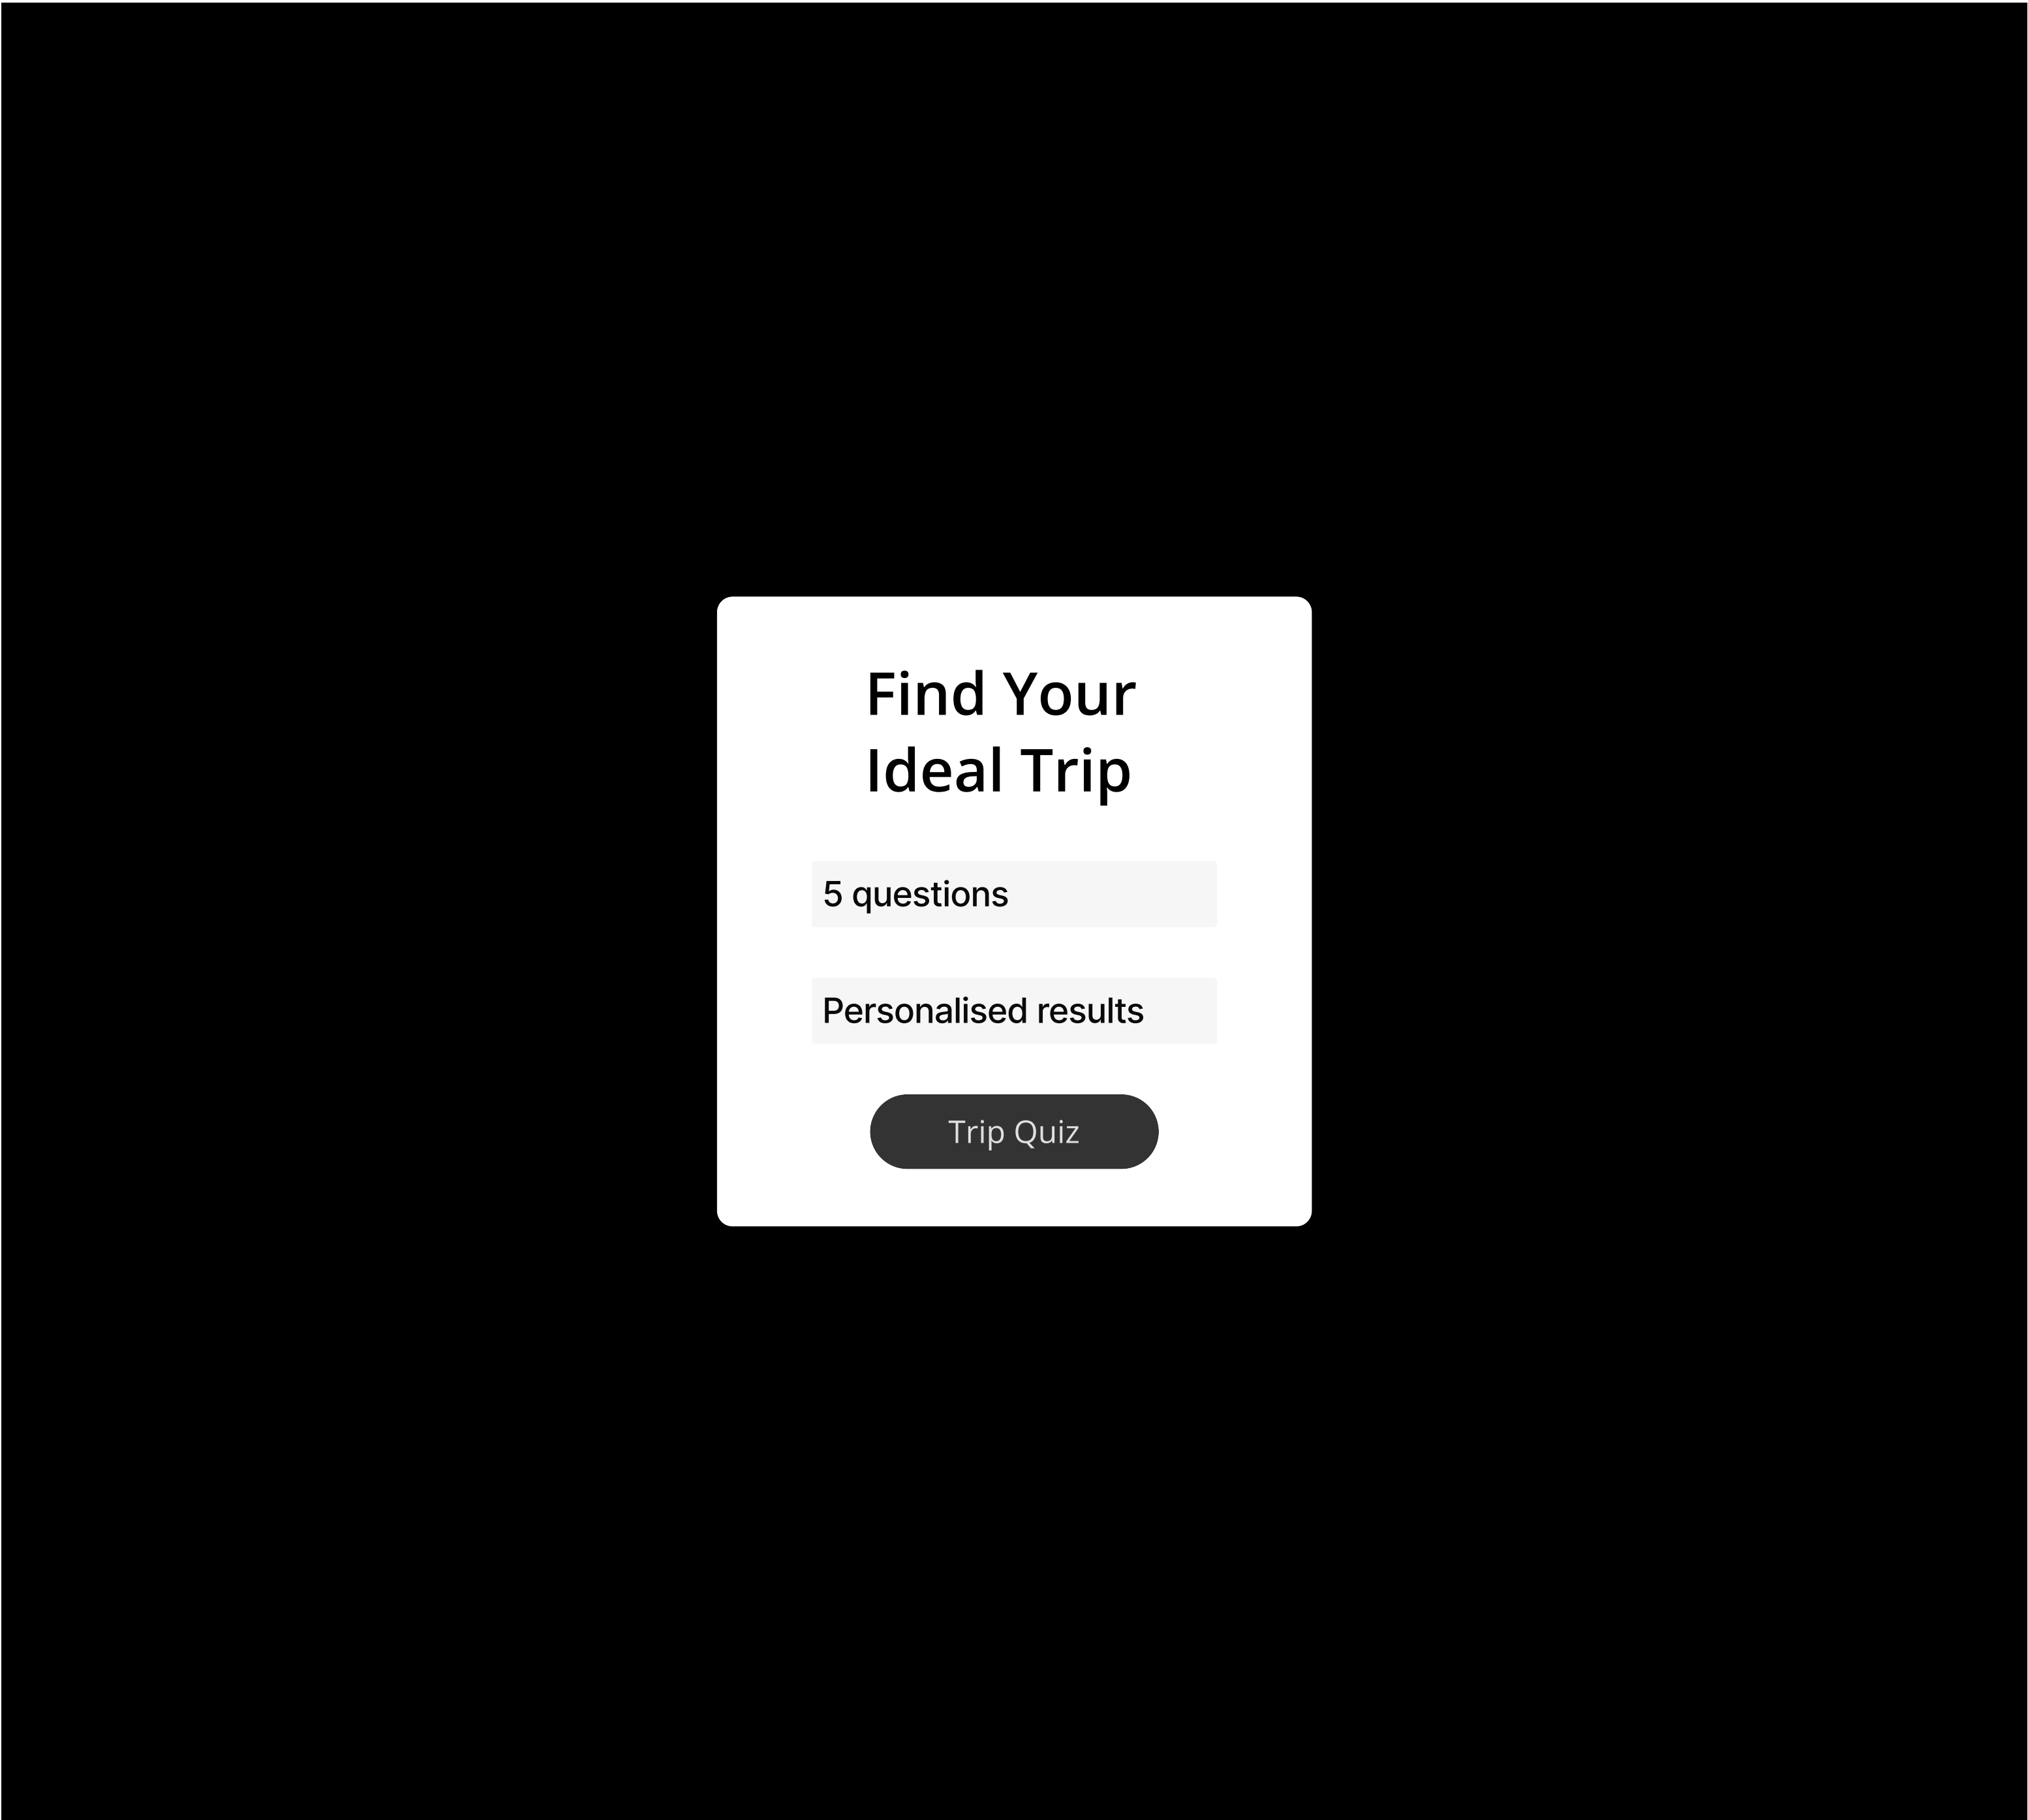 Find Your
Ideal Trip
5 questions
Personalised results
Trip Quiz